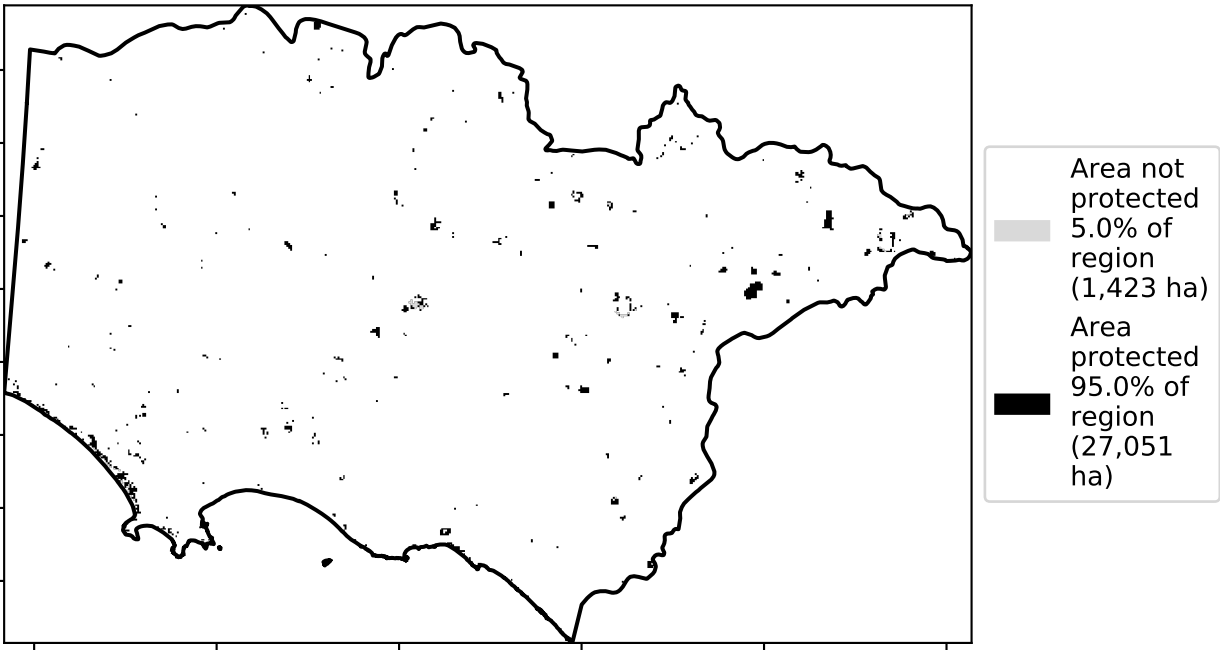 Area not
protected
5.0% of
region
(1,423 ha)
Area
protected
95.0% of
region
(27,051
ha)